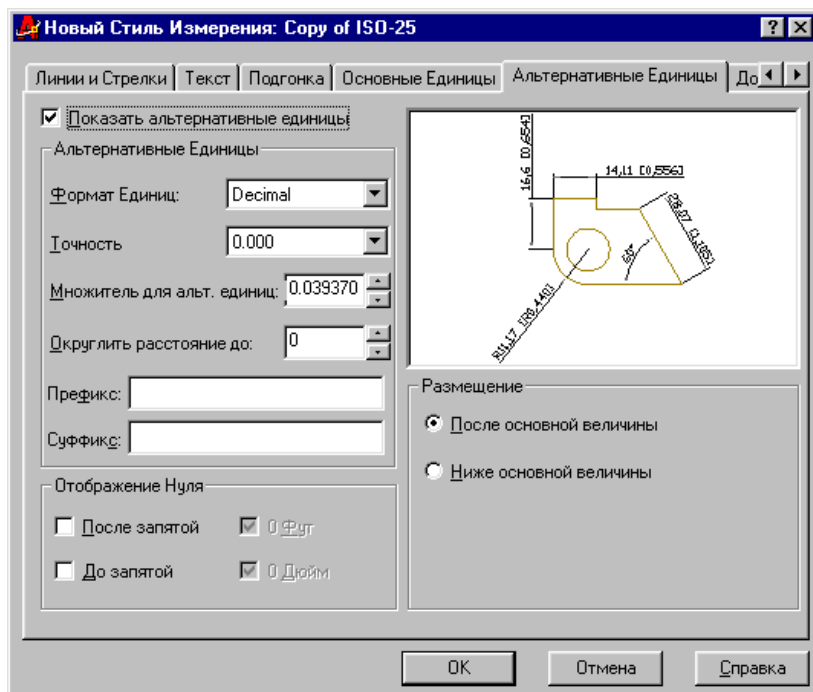 Новый Стиль Измерения: Copy of ISO-25
Линии и Стрелки Текст Подгонка Основные Единицы Альтернативные Единицы До
Показать альтернативные единицы
Альтернативные Единицы
Формат Единиц: Decimal
Точность 0.000
Множитель для альт. единиц: 0.039370
Округлить расстояние до: 0
Префикс:
Суффикс:
Отображение Нуля
После запятой 0 Фут
До запятой 0 Дюйм
16,6 [0,654]
14,11 [0,556]
28,07 [1,105]
60°
R11,17 [R0,440]
Размещение
После основной величины
Ниже основной величины
OK Отмена Справка